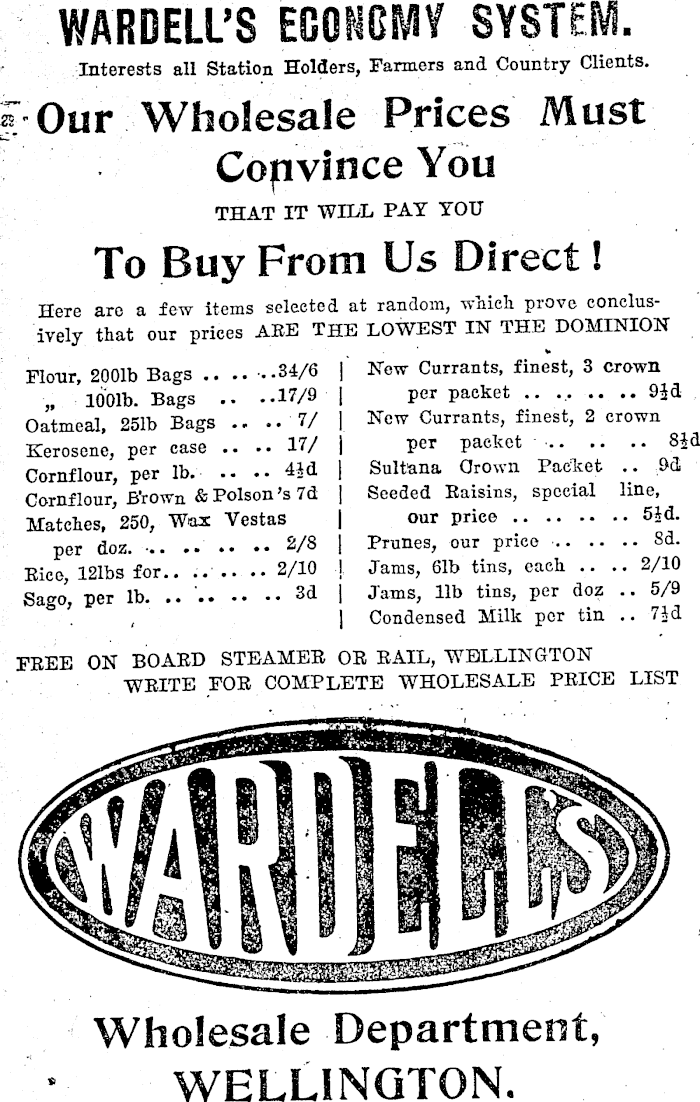 WARDELL'S ECONOMY SYSTEM.
Interests all Station Holders, Farmers and Country Clients.
Our Wholesale Prices Must
Convince You
THAT IT WILL PAY YOU
To Buy From Us Direct!
Here are a few items selected at random, which prove conclus-
ively that our prices ARE THE LOWEST IN THE DOMINION
Flour, 200lb Bags .. .. ..34/6
„ 100lb. Bags .. ..17/9
Oatmeal, 25lb Bags .. .. 7/
Kerosene, per case .. .. 17/
Cornflour, per lb. .. .. 4½d
Cornflour, Brown & Polson's 7d
Matches, 250, Wax Vestas
per doz. .. .. .. .. .. 2/8
Rice, 12lbs for.. .. .. .. 2/10
Sago, per lb. .. .. .. .. .. 3d
New Currants, finest, 3 crown
per packet .. .. .. .. 9½d
New Currants, finest, 2 crown
per packet .. .. .. 8½d
Sultana Crown Packet .. 9d
Seeded Raisins, special line,
our price .. .. .. .. 5½d.
Prunes, our price .. .. .. 8d.
Jams, 6lb tins, each .. .. 2/10
Jams, 1lb tins, per doz .. 5/9
Condensed Milk per tin .. 7½d
FREE ON BOARD STEAMER OR RAIL, WELLINGTON
WRITE FOR COMPLETE WHOLESALE PRICE LIST
WARDELL'S
Wholesale Department,
WELLINGTON.